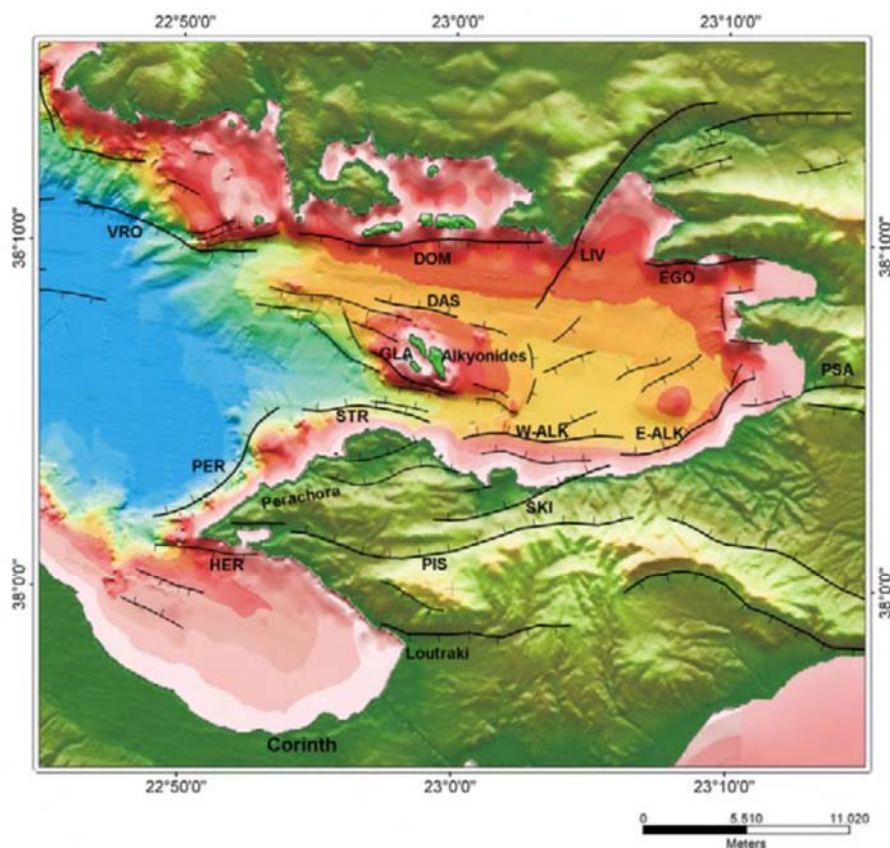 22°50'0" 23°0'0" 23°10'0"
38°10'0" 38°10'0"
VRO
DOM
LIV
EGO
DAS
GLA Alkyonides
PSA
STR
W-ALK E-ALK
PER
Perachora
SKI
HER PIS
38°0'0" 38°0'0"
Loutraki
Corinth
22°50'0" 23°0'0" 23°10'0"
0 5.510 11.020
Meters